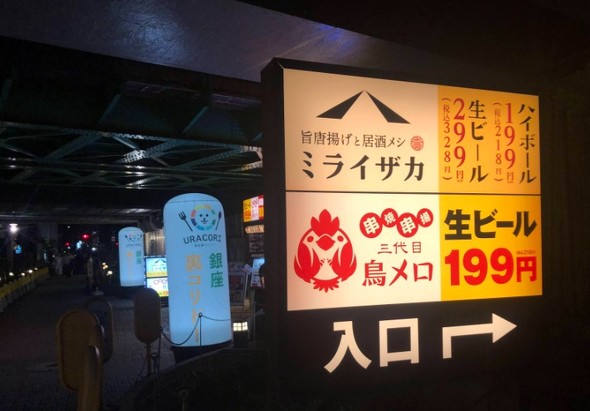 旨唐揚げと居酒メシ
ミライザカ
ハイボール
199円
(税込218円)
生ビール
299円
(税込328円)
串焼串揚
三代目
鳥メロ
生ビール
199円
入口
URACORI
銀座
裏コリドー